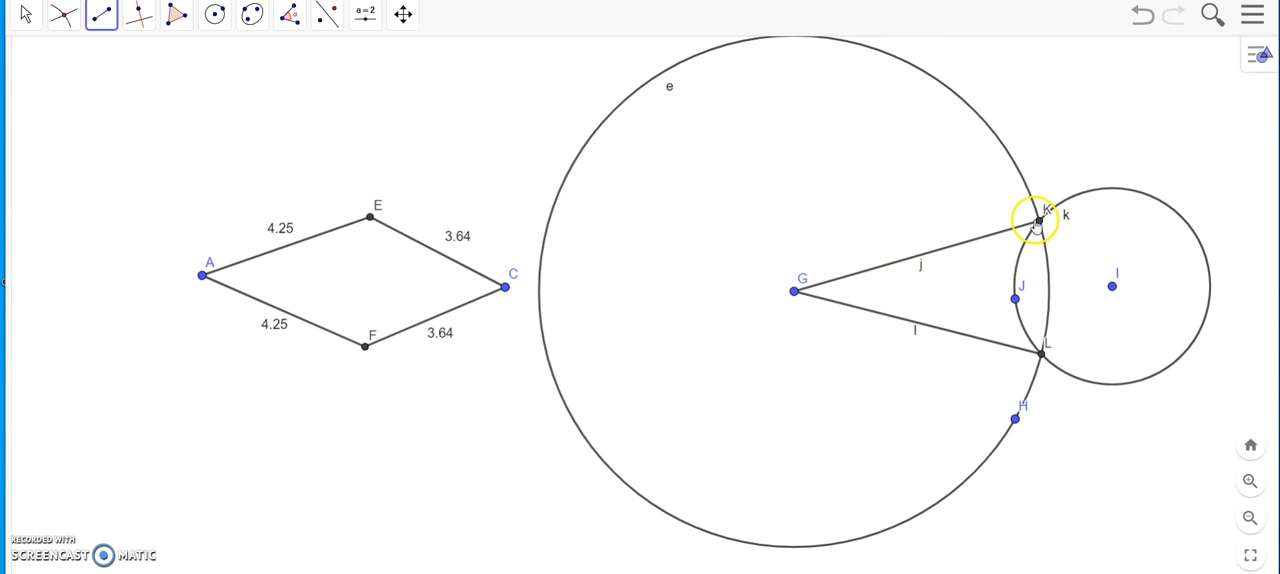 a = 2
e
E
4.25
3.64
A
C
4.25
F
3.64
K
k
j
G
J
I
l
L
H
RECORDED WITH
SCREENCAST MATIC